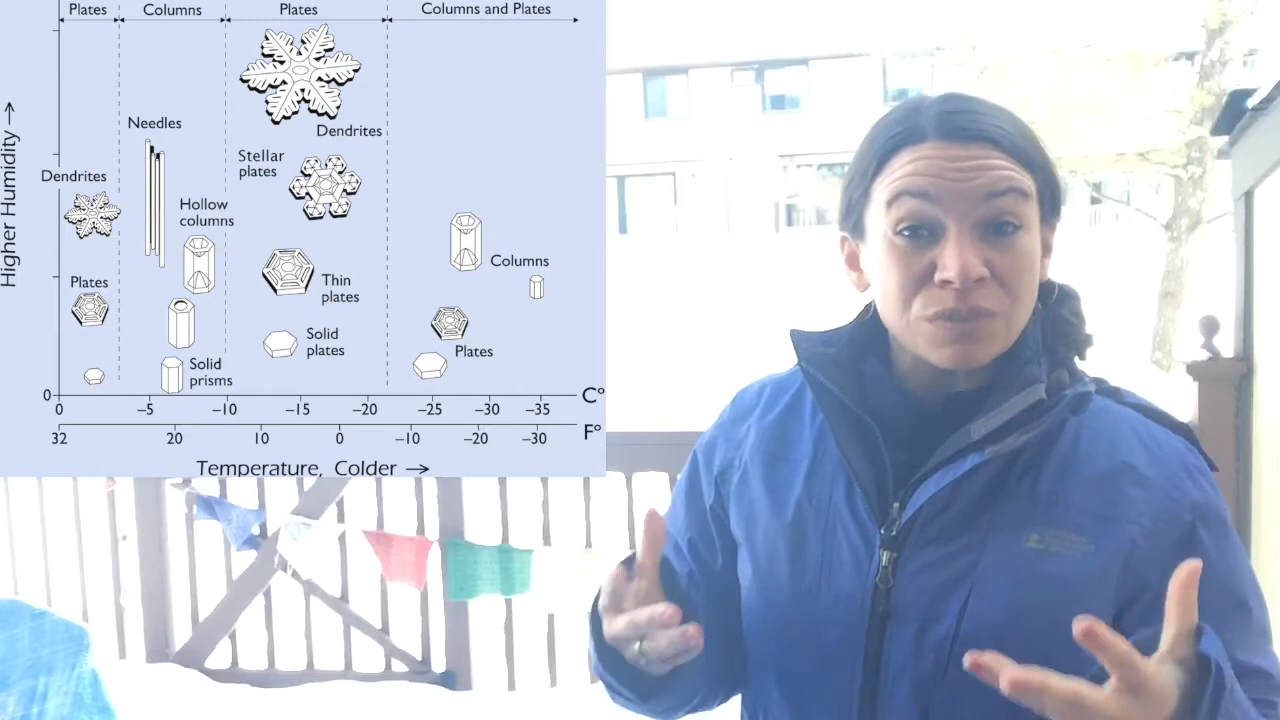 Plates
Columns
Plates
Columns and Plates
Higher Humidity →
Needles
Dendrites
Dendrites
Stellar
plates
Hollow
columns
Plates
Thin
plates
Columns
Solid
prisms
Solid
plates
Plates
0
0 –5 –10 –15 –20 –25 –30 –35 C°
32 20 10 0 –10 –20 –30 F°
Temperature, Colder →